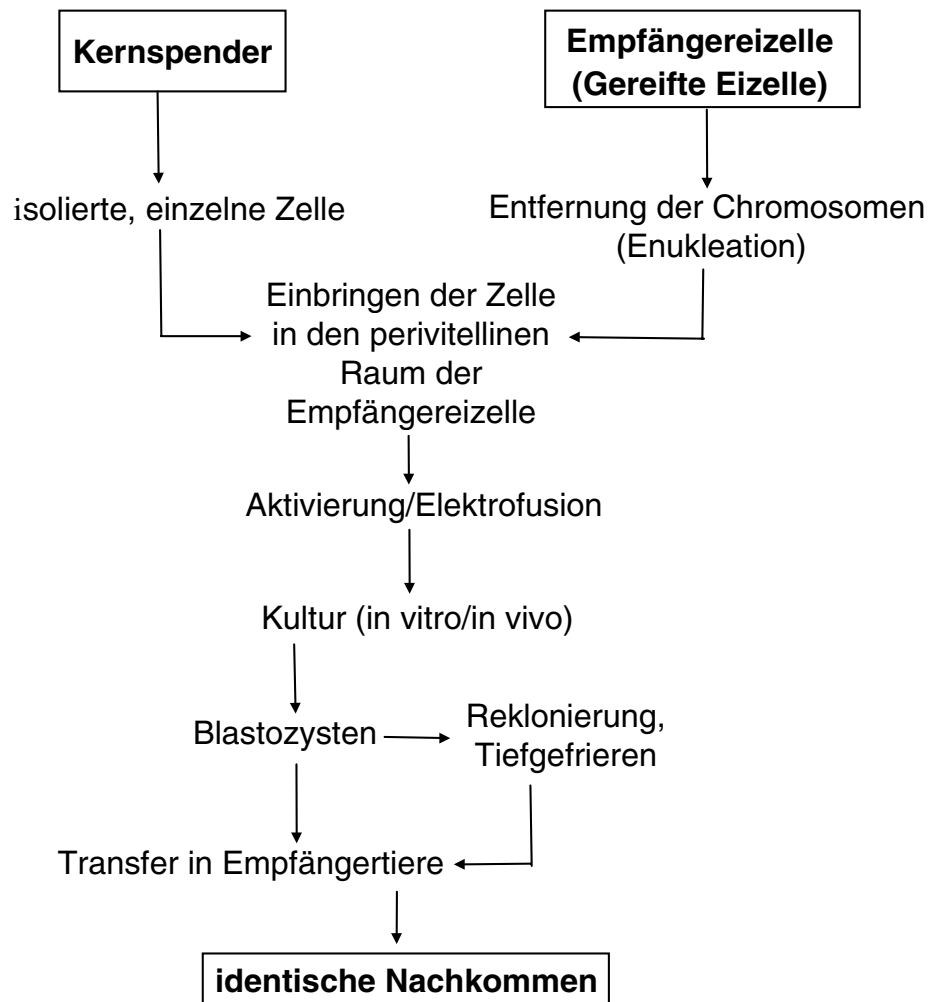 Kernspender
Empfängereizelle
(Gereifte Eizelle)
isolierte, einzelne Zelle
Entfernung der Chromosomen
(Enukleation)
Einbringen der Zelle
in den perivitellinen
Raum der
Empfängereizelle
Aktivierung/Elektrofusion
Kultur (in vitro/in vivo)
Blastozysten
Reklonierung,
Tiefgefrieren
Transfer in Empfängertiere
identische Nachkommen